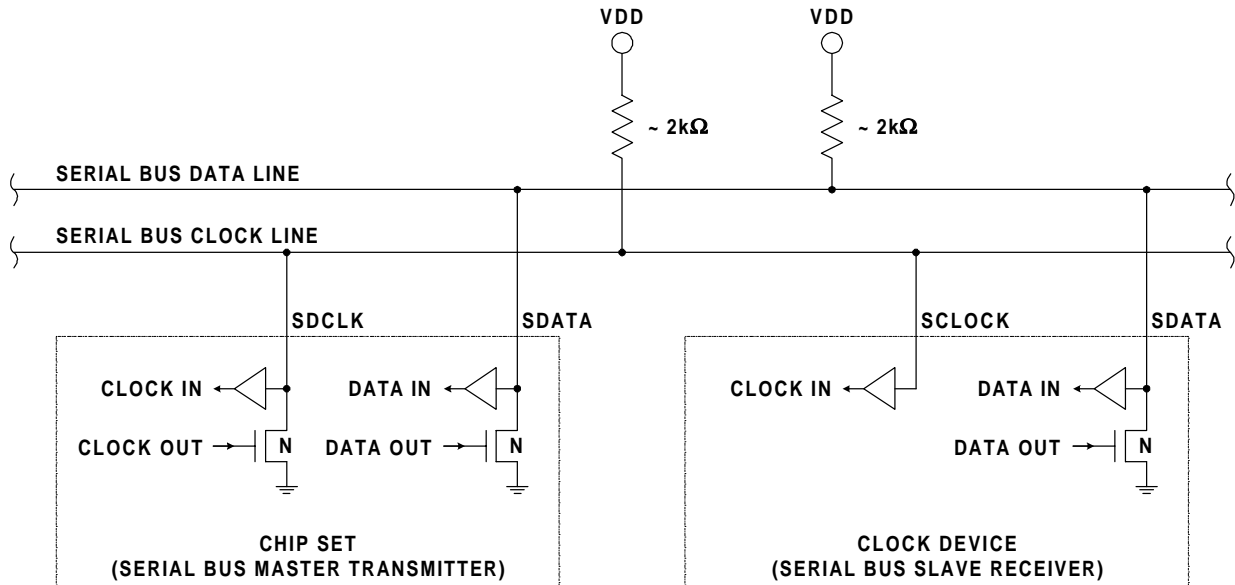 VDD VDD
~ 2kΩ ~ 2kΩ
SERIAL BUS DATA LINE
SERIAL BUS CLOCK LINE
SDCLK SDATA SCLOCK SDATA
CLOCK IN DATA IN CLOCK IN DATA IN
CLOCK OUT N DATA OUT N DATA OUT N
CHIP SET
(SERIAL BUS MASTER TRANSMITTER)
CLOCK DEVICE
(SERIAL BUS SLAVE RECEIVER)